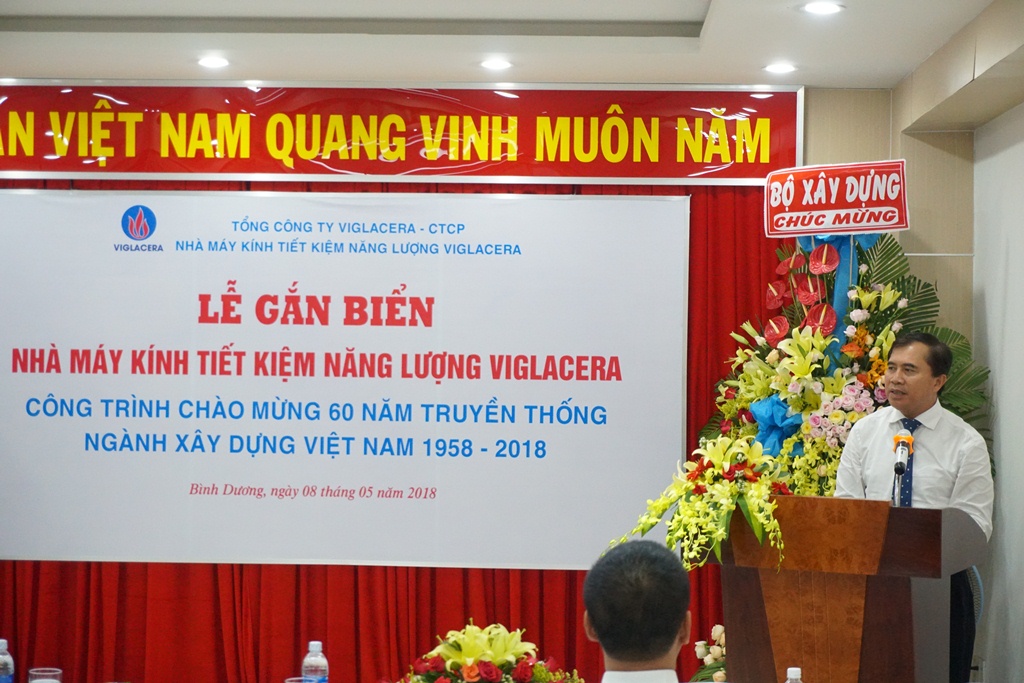 VIỆT NAM QUANG VINH MUÔN NĂM
BỘ XÂY DỰNG
CHÚC MỪNG
VIGLACERA
TỔNG CÔNG TY VIGLACERA - CTCP
NHÀ MÁY KÍNH TIẾT KIỆM NĂNG LƯỢNG VIGLACERA
LỄ GẮN BIỂN
NHÀ MÁY KÍNH TIẾT KIỆM NĂNG LƯỢNG VIGLACERA
CÔNG TRÌNH CHÀO MỪNG 60 NĂM TRUYỀN THỐNG
NGÀNH XÂY DỰNG VIỆT NAM 1958 - 2018
Bình Dương, ngày 08 tháng 05 năm 2018